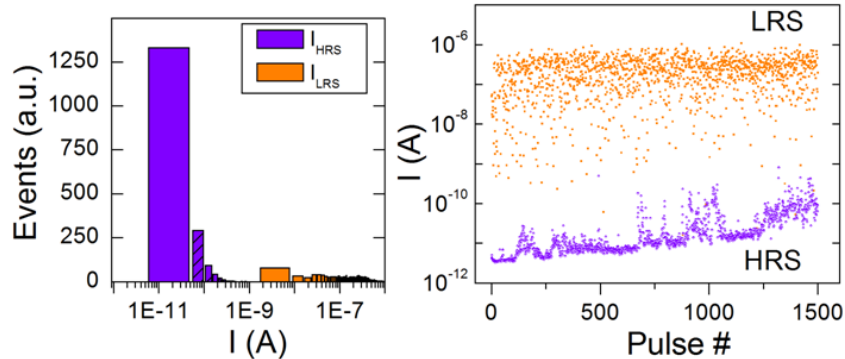 Events (a.u.)
1250
1000
750
500
250
0
1E-11
1E-9
1E-7
I (A)
I_HRS
I_LRS
I (A)
10^-6
10^-8
10^-10
10^-12
LRS
HRS
0
500
1000
1500
Pulse #